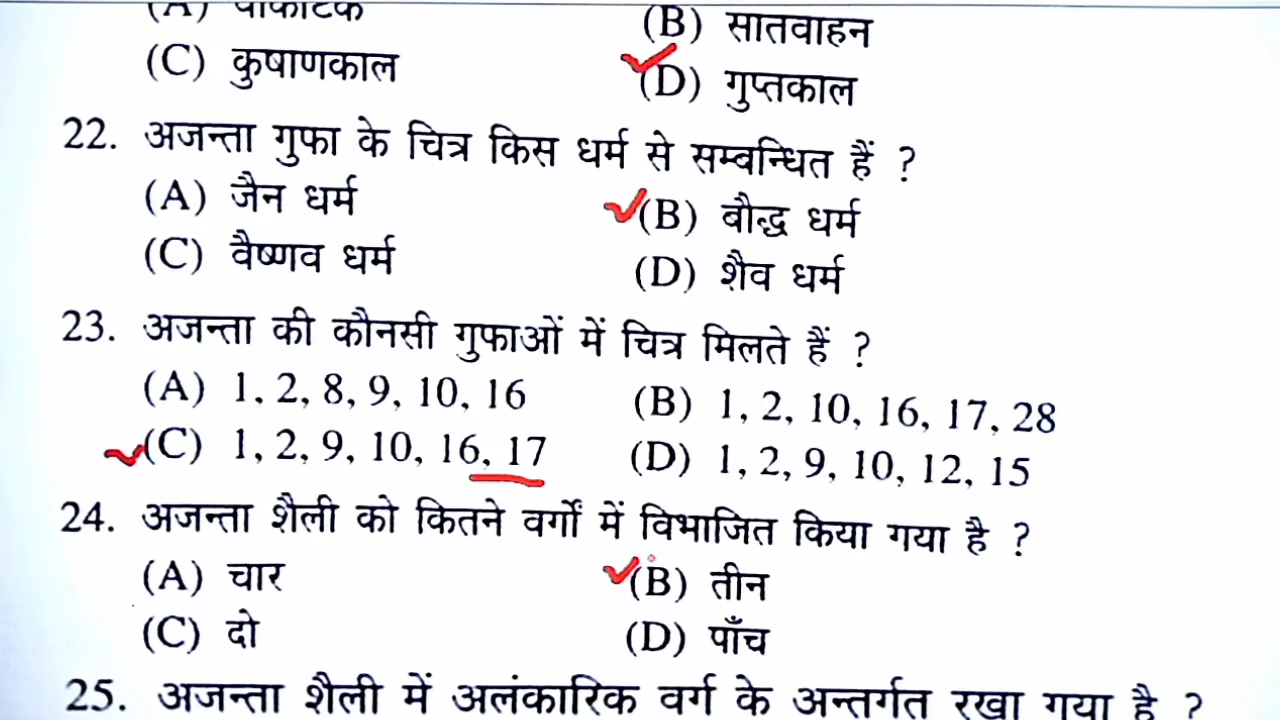 (A) वाकाटक (B) सातवाहन
(C) कुषाणकाल (D) गुप्तकाल
22. अजन्ता गुफा के चित्र किस धर्म से सम्बन्धित हैं ?
(A) जैन धर्म (B) बौद्ध धर्म
(C) वैष्णव धर्म (D) शैव धर्म
23. अजन्ता की कौनसी गुफाओं में चित्र मिलते हैं ?
(A) 1, 2, 8, 9, 10, 16 (B) 1, 2, 10, 16, 17, 28
(C) 1, 2, 9, 10, 16, 17 (D) 1, 2, 9, 10, 12, 15
24. अजन्ता शैली को कितने वर्गों में विभाजित किया गया है ?
(A) चार (B) तीन
(C) दो (D) पाँच
25. अजन्ता शैली में अलंकारिक वर्ग के अन्तर्गत रखा गया है ?